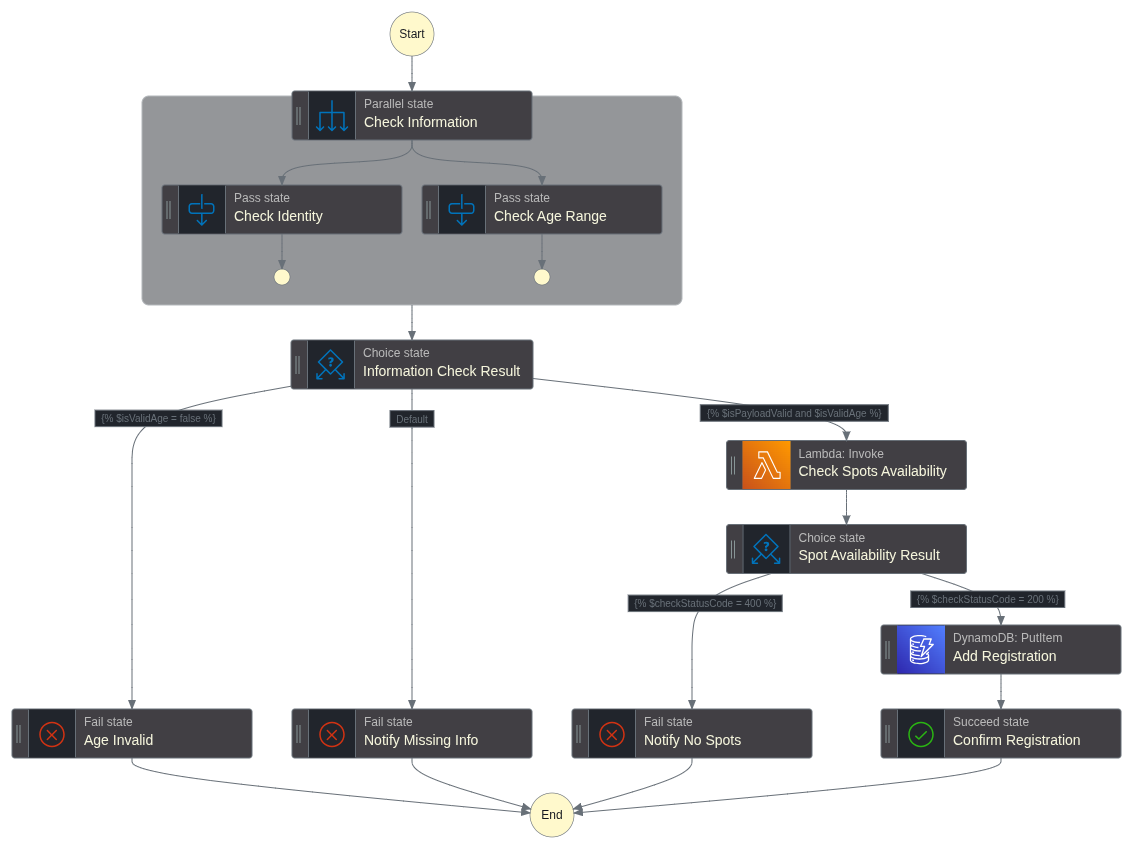 Start
Parallel state
Check Information
Pass state
Check Identity
Pass state
Check Age Range
Choice state
Information Check Result
{% $isValidAge = false %}
Default
{% $isPayloadValid and $isValidAge %}
Lambda: Invoke
Check Spots Availability
Choice state
Spot Availability Result
{% $checkStatusCode = 400 %}
{% $checkStatusCode = 200 %}
DynamoDB: PutItem
Add Registration
Fail state
Age Invalid
Fail state
Notify Missing Info
Fail state
Notify No Spots
Succeed state
Confirm Registration
End